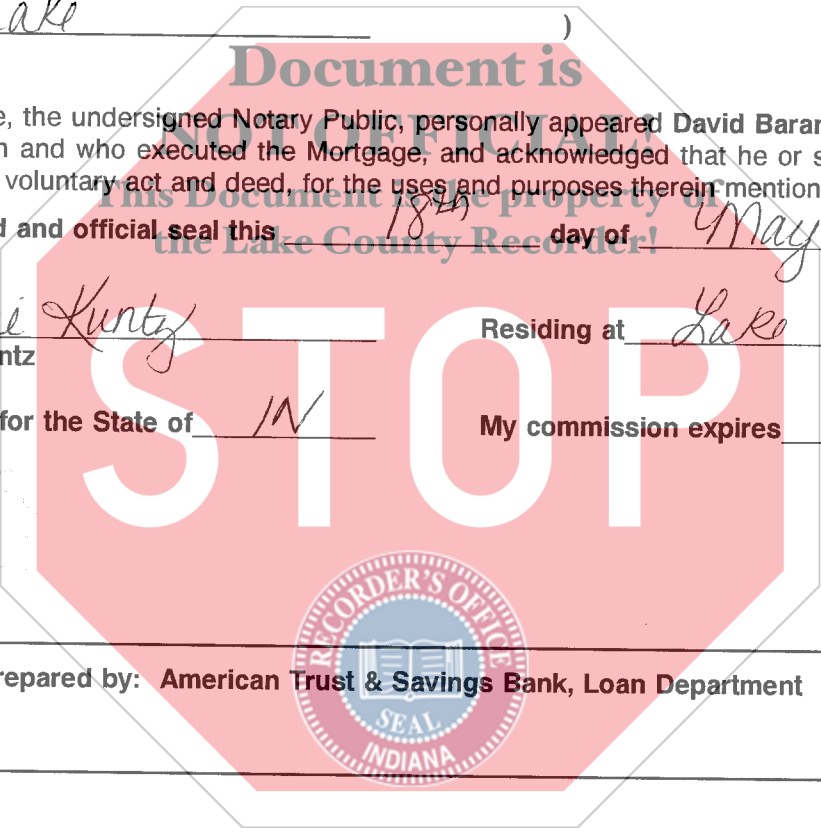 Lake )
Document is
e, the undersigned Notary Public, personally appeared David Baran
NOT OFFICIAL!
n and who executed the Mortgage, and acknowledged that he or s
voluntary act and deed, for the uses and purposes therein mention
This Document is the property of
d and official seal this 18th day of May
the Lake County Recorder!
i Kuntz Residing at Lake
ntz
STOP
for the State of IN My commission expires
RECORDER'S OFFICE
SEAL
INDIANA
repared by: American Trust & Savings Bank, Loan Department